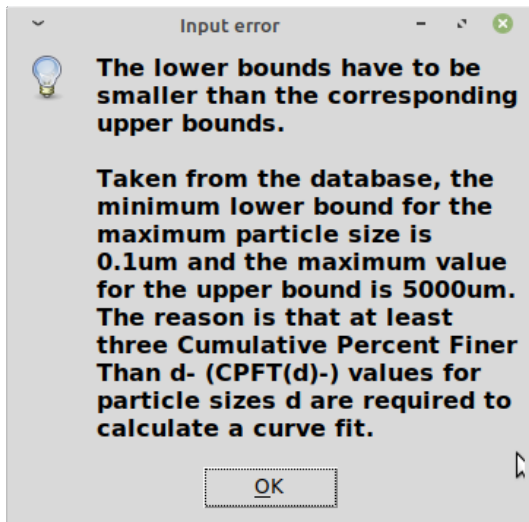 Input error
The lower bounds have to be
smaller than the corresponding
upper bounds.
Taken from the database, the
minimum lower bound for the
maximum particle size is
0.1um and the maximum value
for the upper bound is 5000um.
The reason is that at least
three Cumulative Percent Finer
Than d- (CPFT(d)-) values for
particle sizes d are required to
calculate a curve fit.
OK